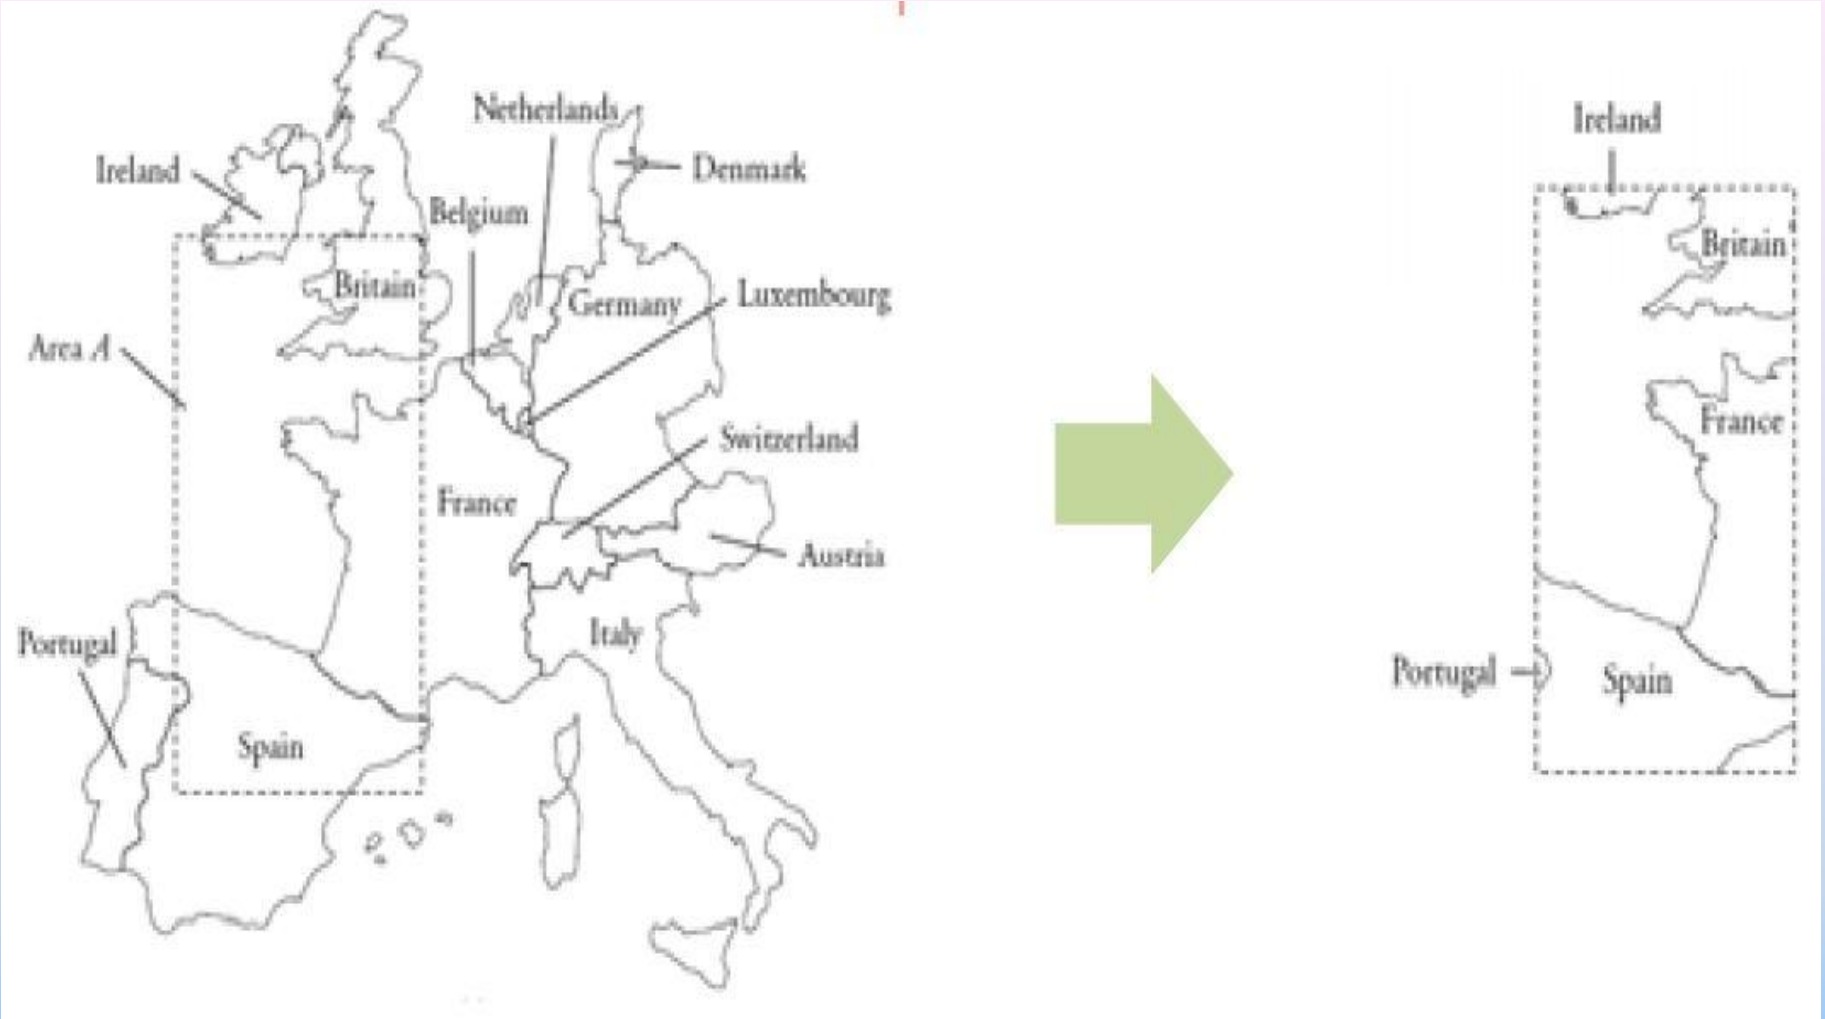 Netherlands
Ireland
Denmark
Belgium
Britain
Germany
Luxembourg
Area A
Switzerland
France
Austria
Portugal
Italy
Spain
Ireland
Britain
France
Portugal
Spain